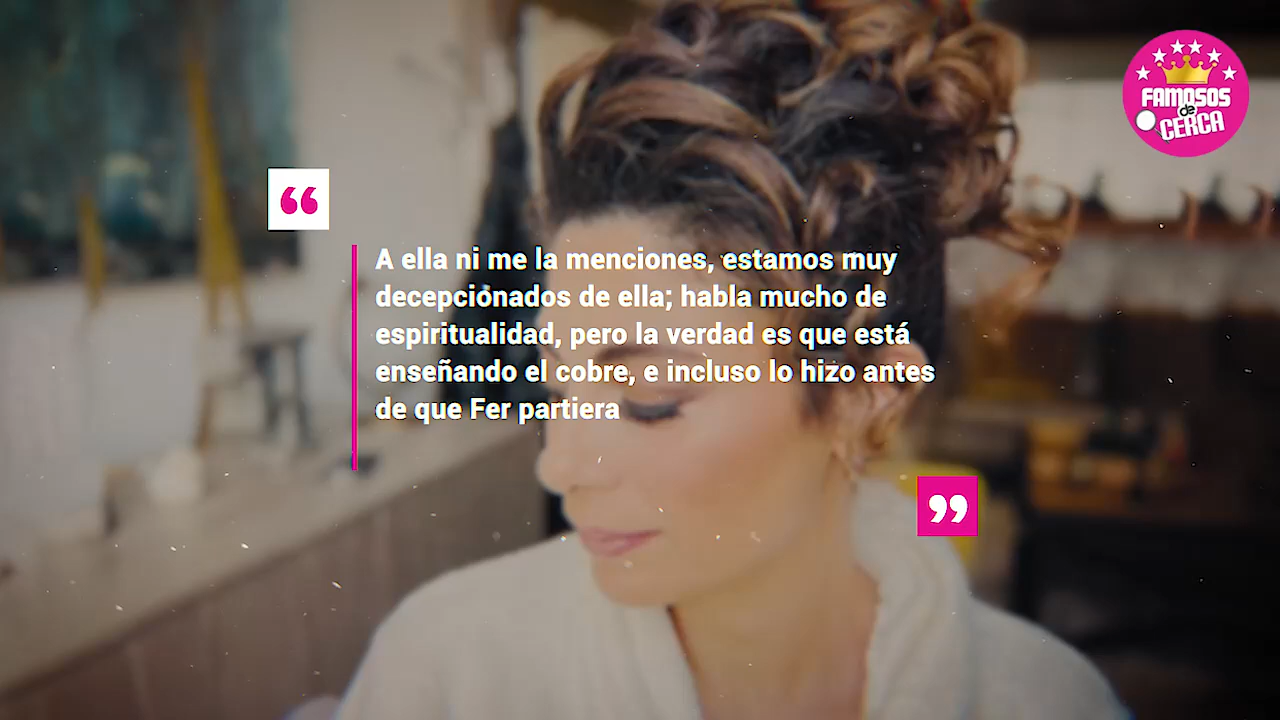 FAMOSOS
de
CERCA
“
A ella ni me la menciones, estamos muy
decepcionados de ella; habla mucho de
espiritualidad, pero la verdad es que está
enseñando el cobre, e incluso lo hizo antes
de que Fer partiera
”